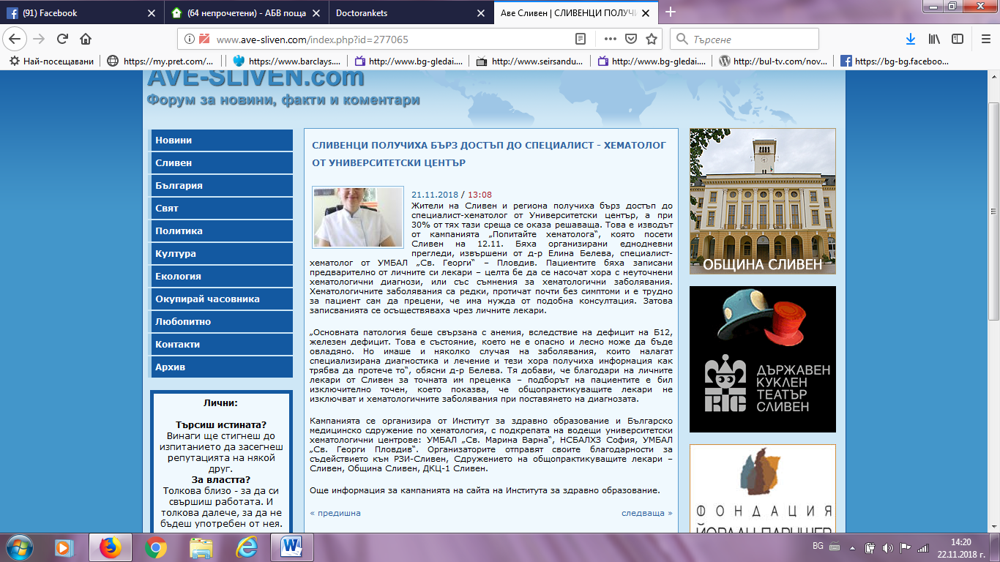 (91) Facebook
(64 непрочетени) - АБВ поща
Doctorankets
Аве Сливен | СЛИВЕНЦИ ПОЛУЧИ
www.ave-sliven.com/index.php?id=277065
Търсене
Най-посещавани
https://my.pret.com/...
https://www.barclays....
http://www.bg-gledai....
http://www.seirsandu...
http://www.bg-gledai....
http://bul-tv.com/nov...
https://bg-bg.faceboo...
AVE-SLIVEN.com
Форум за новини, факти и коментари
Новини
Сливен
България
Свят
Политика
Култура
Екология
Окупирай часовника
Любопитно
Контакти
Архив
Лични:
Търсиш истината?
Винаги ще стигнеш до
изпитанието да засегнеш
репутацията на някой
друг.
За властта?
Толкова близо - за да си
свършиш работата. И
толкова далече, за да не
бъдеш употребен от нея.
СЛИВЕНЦИ ПОЛУЧИХА БЪРЗ ДОСТЪП ДО СПЕЦИАЛИСТ - ХЕМАТОЛОГ
ОТ УНИВЕРСИТЕТСКИ ЦЕНТЪР
21.11.2018 / 13:08
Жители на Сливен и региона получиха бърз достъп до
специалист-хематолог от Университетски център, а при
30% от тях тази среща се оказа решаваща. Това е изводът
от кампанията „Попитайте хематолога“, която посети
Сливен на 12.11. Бяха организирани еднодневни
прегледи, извършени от д-р Елина Белева, специалист-
хематолог от УМБАЛ „Св. Георги“ – Пловдив. Пациентите бяха записани
предварително от личните си лекари – целта бе да се насочат хора с неуточнени
хематологични диагнози, или със съмнения за хематологични заболявания.
Хематологичните заболявания са редки, протичат почти без симптоми и е трудно
за пациент сам да прецени, че има нужда от подобна консултация. Затова
записванията се осъществяваха чрез личните лекари.
„Основната патология беше свързана с анемия, вследствие на дефицит на Б12,
железен дефицит. Това е състояние, което не е опасно и лесно може да бъде
овладяно. Но имаше и няколко случая на заболявания, които налагат
специализирана диагностика и лечение и тези хора получиха информация как
трябва да протече то“, обясни д-р Белева. Тя добави, че благодари на личните
лекари от Сливен за точната им преценка – подборът на пациентите е бил
изключително точен, което показва, че общопрактикуващите лекари не
изключват и хематологичните заболявания при поставянето на диагнозата.
Кампанията се организира от Институт за здравно образование и Българско
медицинско сдружение по хематология, с подкрепата на водещи университетски
хематологични центрове: УМБАЛ „Св. Марина Варна“, НСБАЛХЗ София, УМБАЛ
„Св. Георги Пловдив“. Организаторите отправят своите благодарности за
съдействието към РЗИ-Сливен, Сдружението на общопрактикуващите лекари –
Сливен, Община Сливен, ДКЦ-1 Сливен.
Още информация за кампанията на сайта на Института за здравно образование.
« предишна
следваща »
ОБЩИНА СЛИВЕН
ДЪРЖАВЕН
КУКЛЕН
ТЕАТЪР
СЛИВЕН
ФОНДАЦИЯ
BG
14:20
22.11.2018 г.